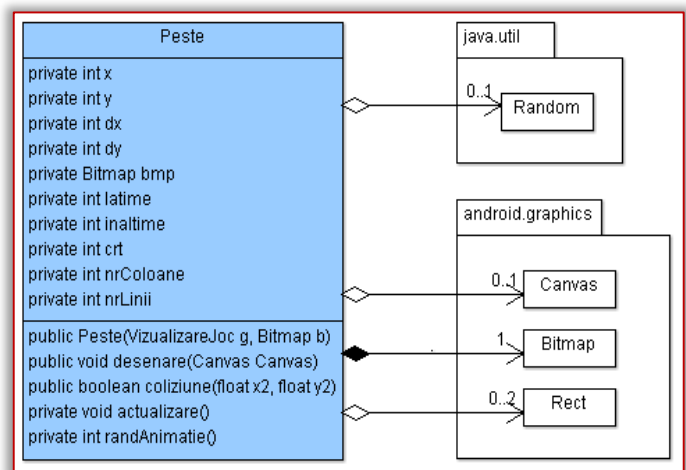 Peste
private int x
private int y
private int dx
private int dy
private Bitmap bmp
private int latime
private int inaltime
private int crt
private int nrColoane
private int nrLinii
public Peste(VizualizareJoc g, Bitmap b)
public void desenare(Canvas Canvas)
public boolean coliziune(float x2, float y2)
private void actualizare()
private int randAnimatie()
java.util
0..1
Random
android.graphics
0..1
Canvas
1
Bitmap
0..2
Rect